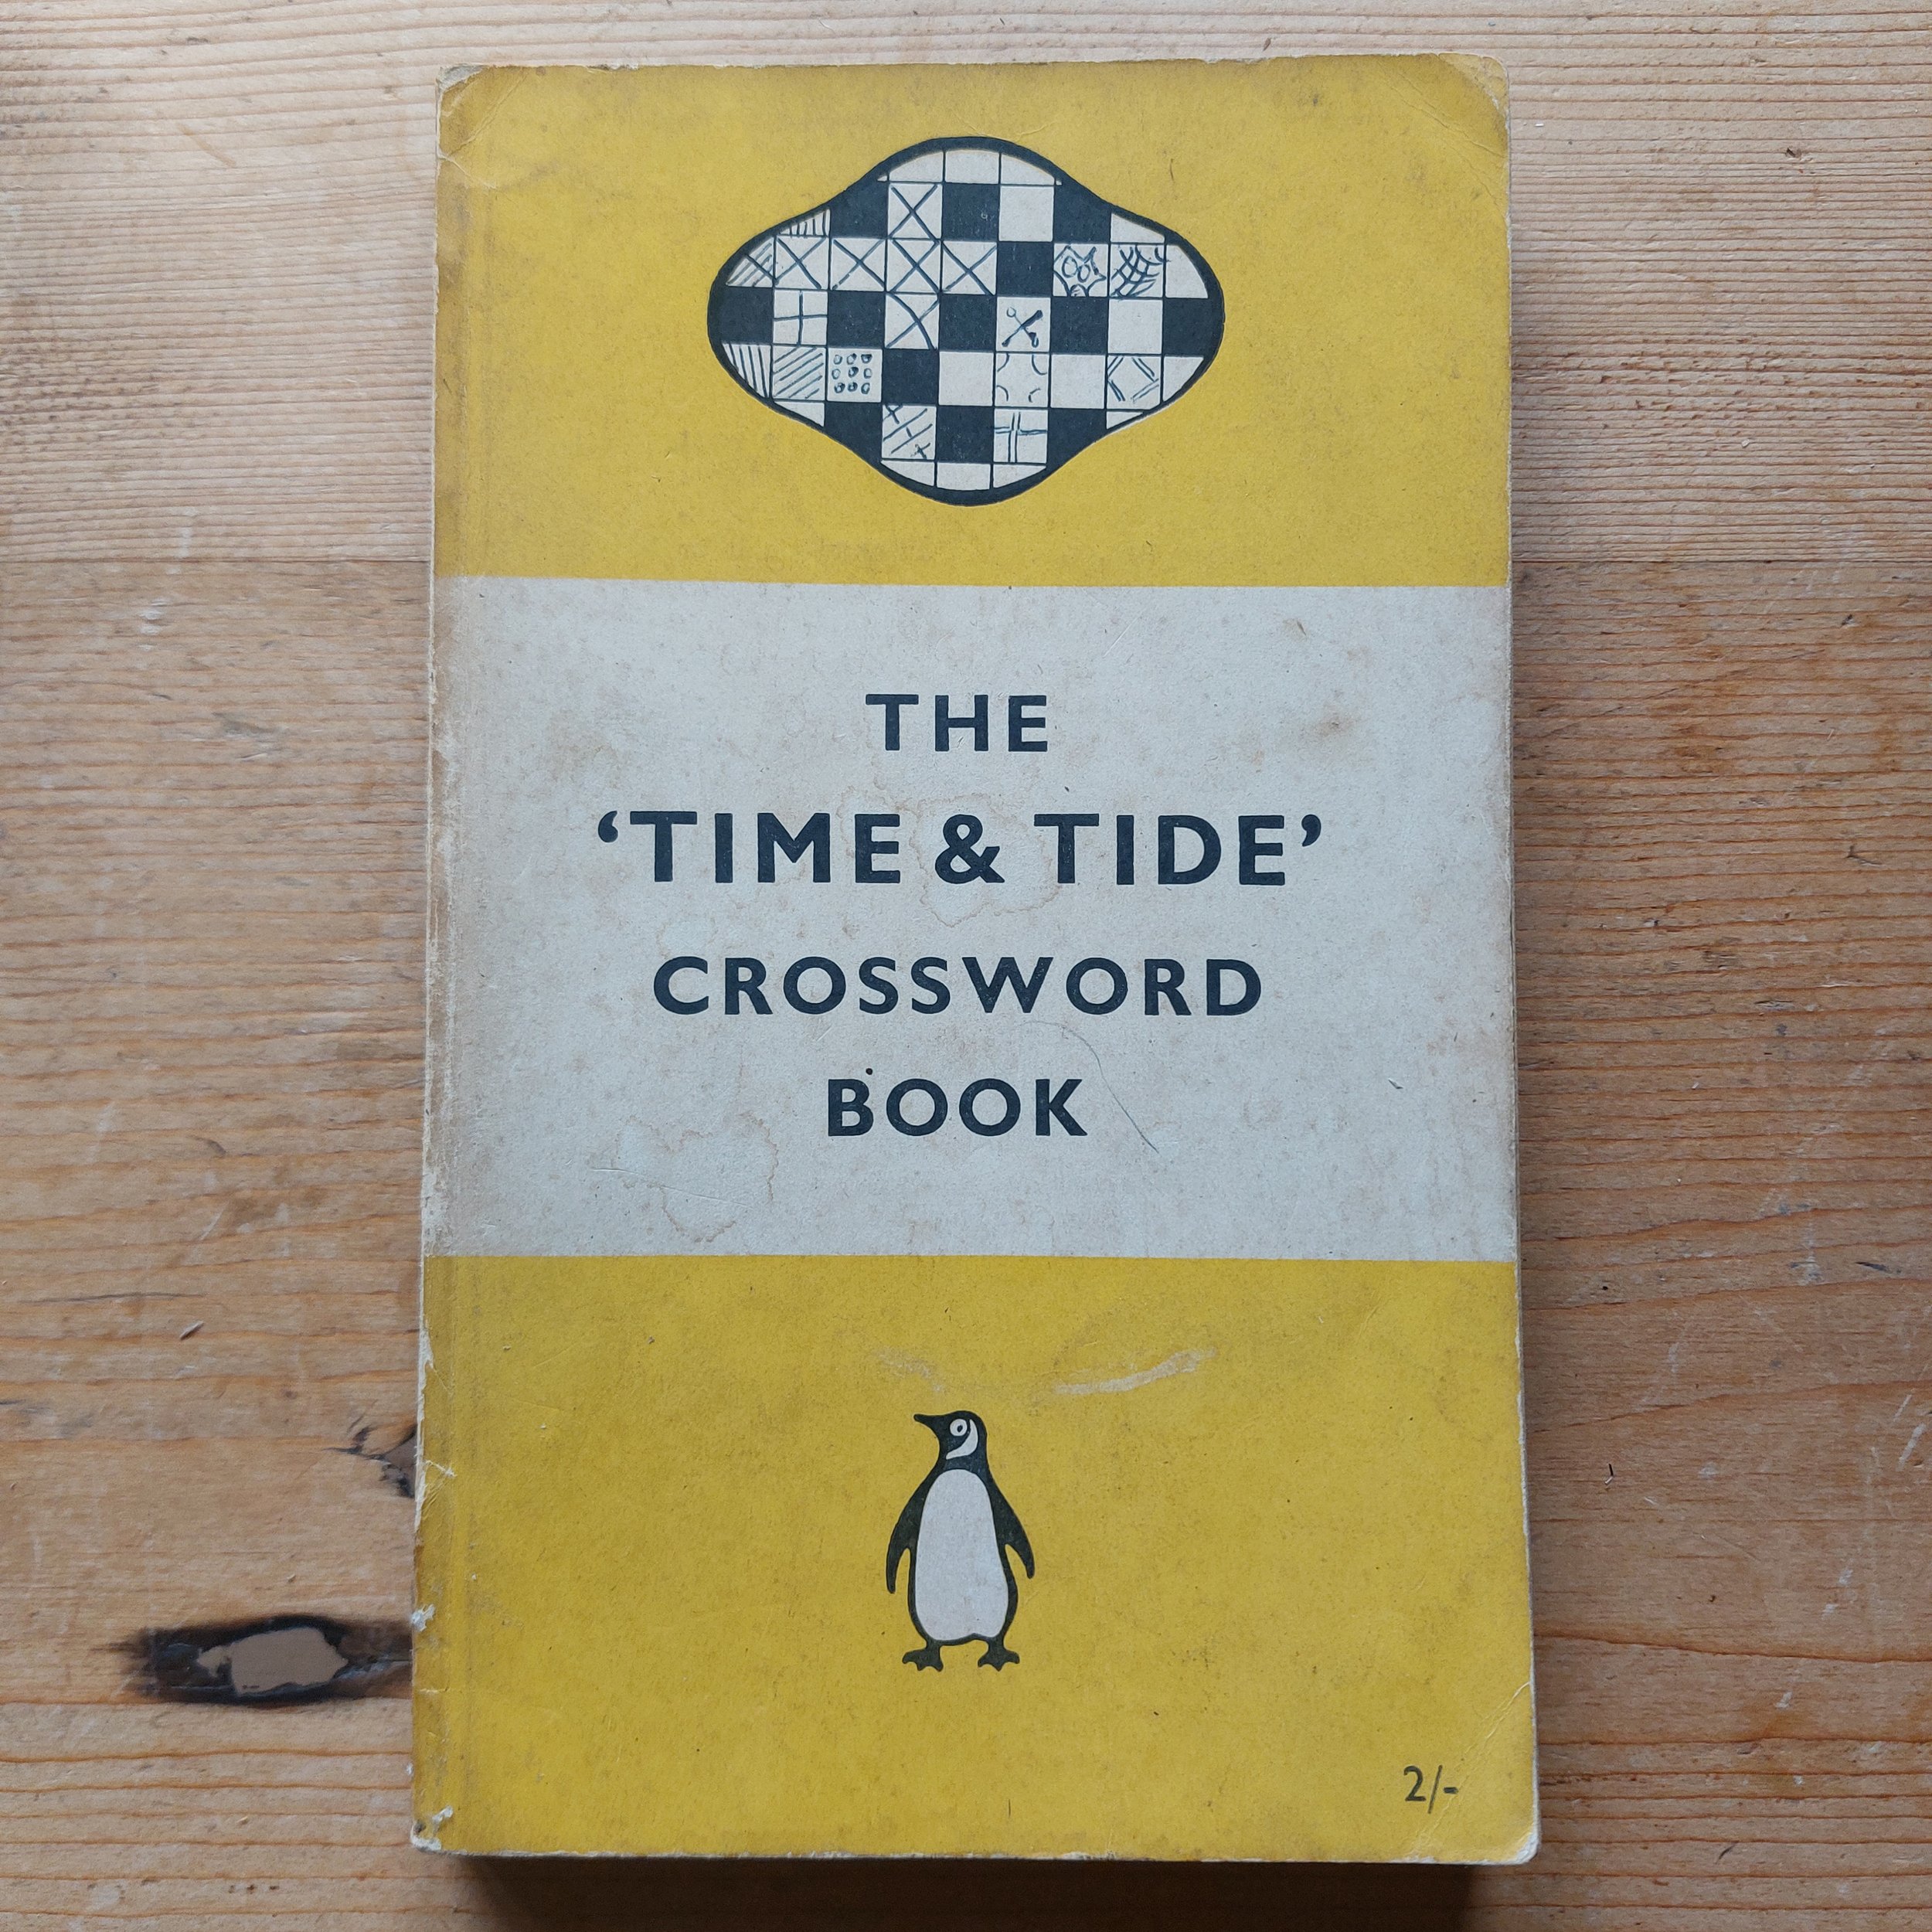 THE
‘TIME & TIDE’
CROSSWORD
BOOK
2/-